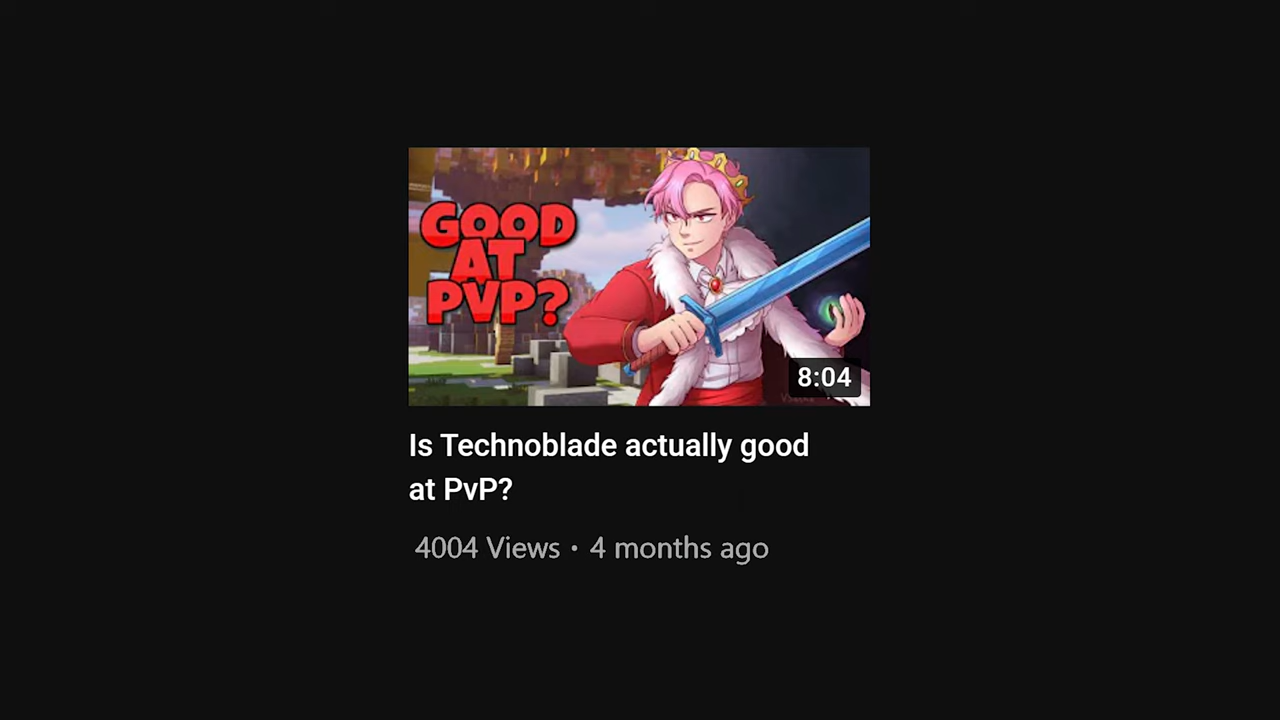 GOOD
AT
PVP?
8:04
Is Technoblade actually good
at PvP?
4004 Views • 4 months ago